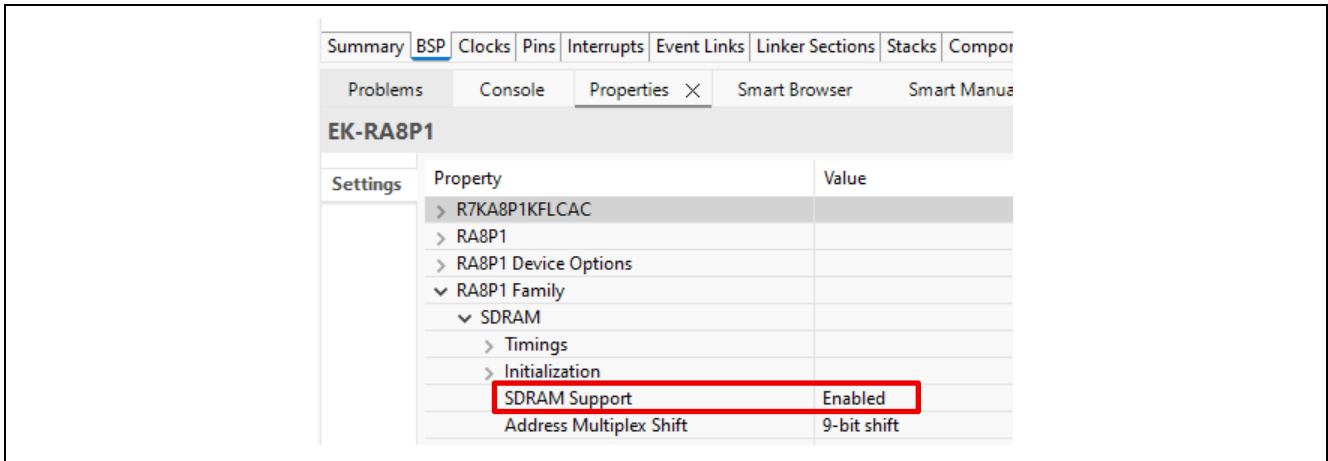 Summary BSP Clocks Pins Interrupts Event Links Linker Sections Stacks
Problems Console Properties Smart Browser Smart
EK-RA8P1
Settings Property Value
R7KA8P1KFLCAC
RA8P1
RA8P1 Device Options
RA8P1 Family
SDRAM
Timings
Initialization
SDRAM Support Enabled
Address Multiplex Shift 9-bit shift